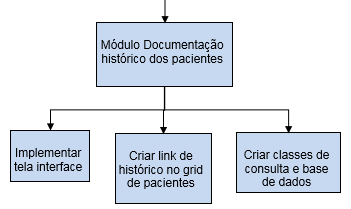 Módulo Documentação
histórico dos pacientes
Implementar
tela interface
Criar link de
histórico no grid
de pacientes
Criar classes de
consulta e base
de dados